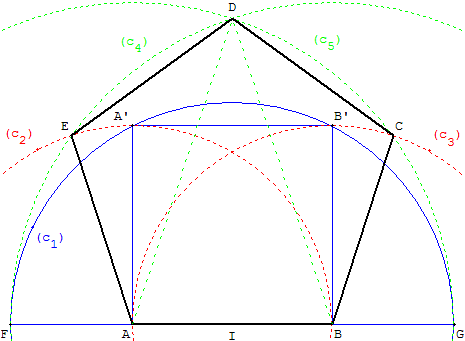 D
(c4) (c5)
A' B'
E C
(c2) (c3)
(c1)
F A I B G